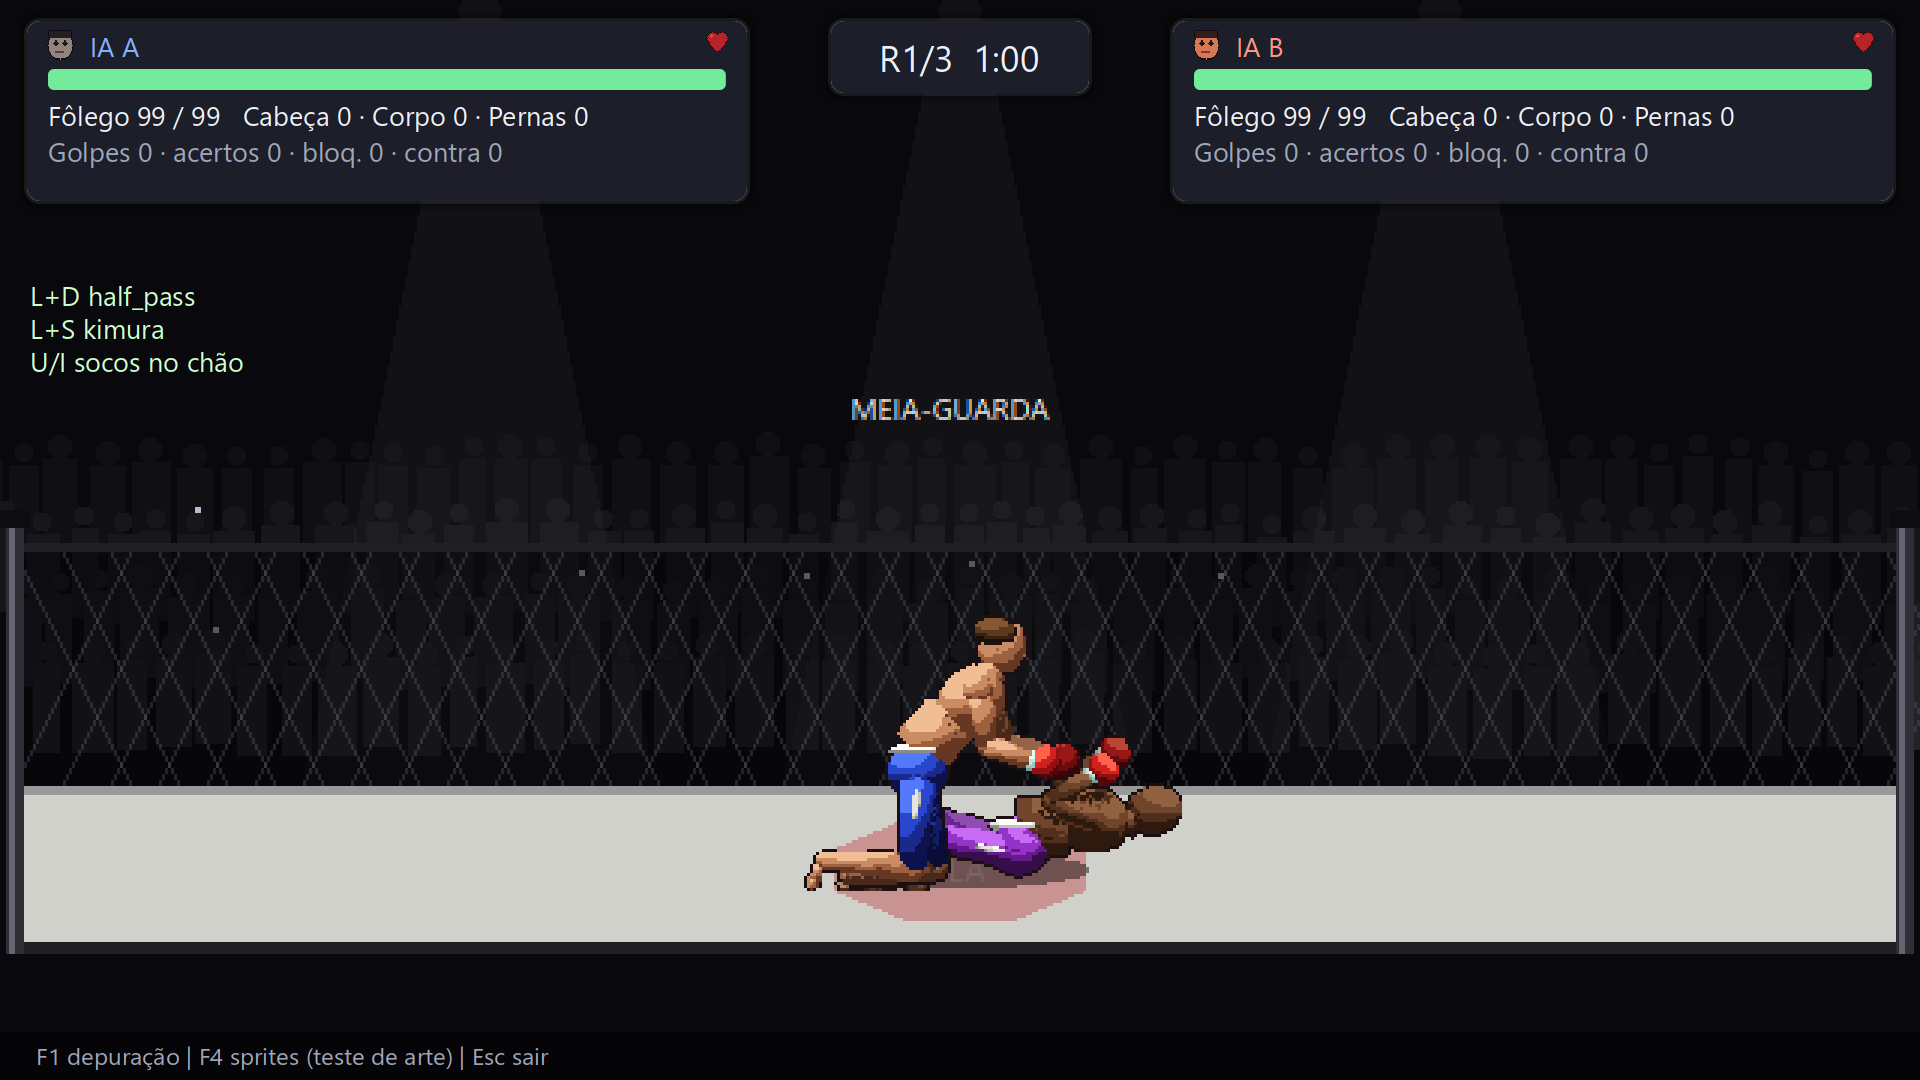 IA A
Fôlego 99 / 99 Cabeça 0 · Corpo 0 · Pernas 0
Golpes 0 · acertos 0 · bloq. 0 · contra 0
R1/3 1:00
IA B
Fôlego 99 / 99 Cabeça 0 · Corpo 0 · Pernas 0
Golpes 0 · acertos 0 · bloq. 0 · contra 0
L+D half_pass
L+S kimura
U/I socos no chão
MEIA-GUARDA
F1 depuração | F4 sprites (teste de arte) | Esc sair